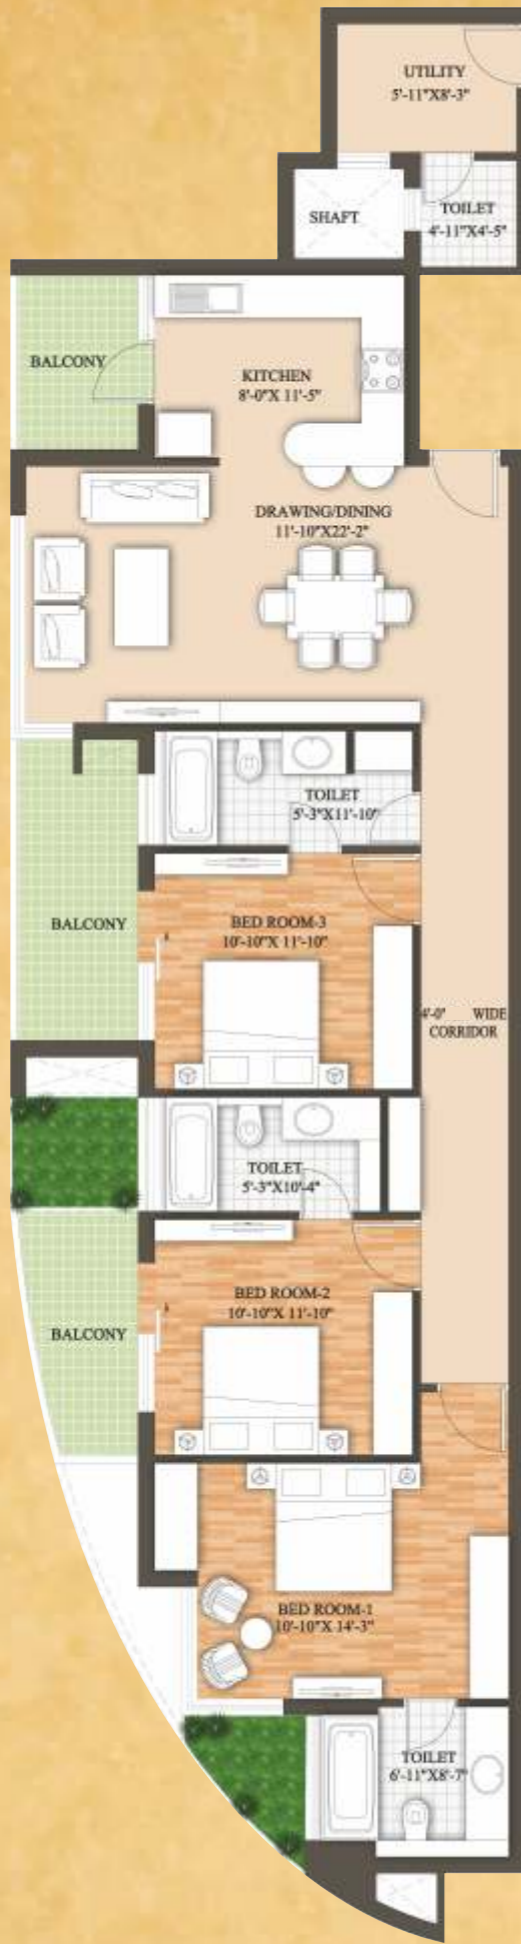 UTILITY
5'-11"X8'-3"
SHAFT
TOILET
4'-11"X4'-5"
BALCONY
KITCHEN
8'-0"X 11'-5"
DRAWING/DINING
11'-10"X22'-2"
TOILET
5'-3"X11'-10"
BALCONY
BED ROOM-3
10'-10"X 11'-10"
4'-0" WIDE
CORRIDOR
TOILET
5'-3"X10'-4"
BED ROOM-2
10'-10"X 11'-10"
BALCONY
BED ROOM-1
10'-10"X 14'-3"
TOILET
6'-11"X8'-7"